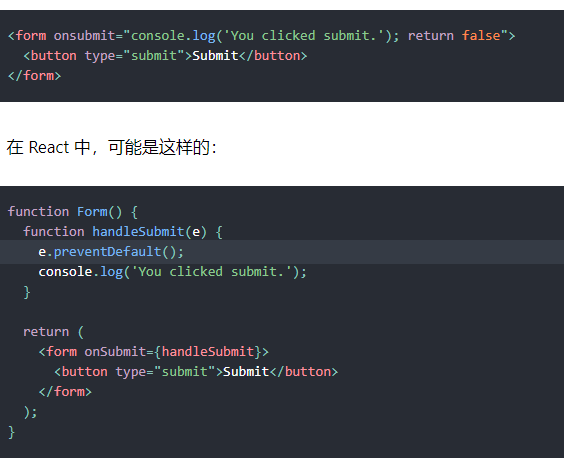 <form onsubmit="console.log('You clicked submit.'); return false">
  <button type="submit">Submit</button>
</form>
在 React 中，可能是这样的：
function Form() {
  function handleSubmit(e) {
    e.preventDefault();
    console.log('You clicked submit.');
  }
  return (
    <form onSubmit={handleSubmit}>
      <button type="submit">Submit</button>
    </form>
  );
}